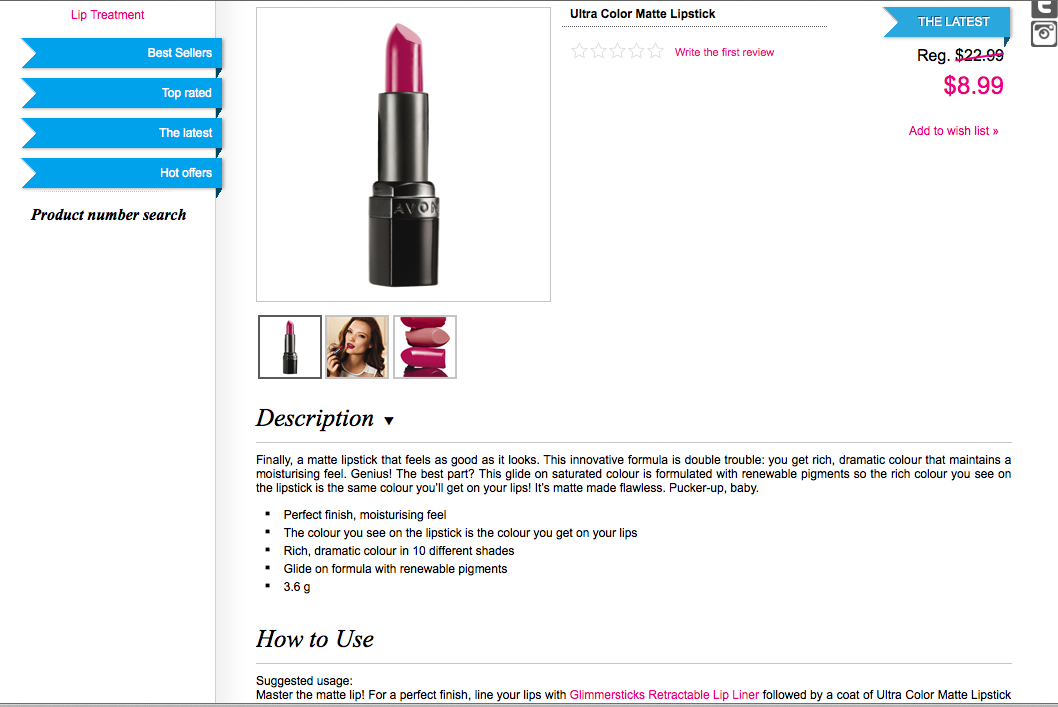 Lip Treatment
Best Sellers
Top rated
The latest
Hot offers
Product number search
AVON
Ultra Color Matte Lipstick
Write the first review
THE LATEST
Reg. $22.99
$8.99
Add to wish list »
Description ▼
Finally, a matte lipstick that feels as good as it looks. This innovative formula is double trouble: you get rich, dramatic colour that maintains a
moisturising feel. Genius! The best part? This glide on saturated colour is formulated with renewable pigments so the rich colour you see on
the lipstick is the same colour you'll get on your lips! It's matte made flawless. Pucker-up, baby.
▪ Perfect finish, moisturising feel
▪ The colour you see on the lipstick is the colour you get on your lips
▪ Rich, dramatic colour in 10 different shades
▪ Glide on formula with renewable pigments
▪ 3.6 g
How to Use
Suggested usage:
Master the matte lip! For a perfect finish, line your lips with Glimmersticks Retractable Lip Liner followed by a coat of Ultra Color Matte Lipstick